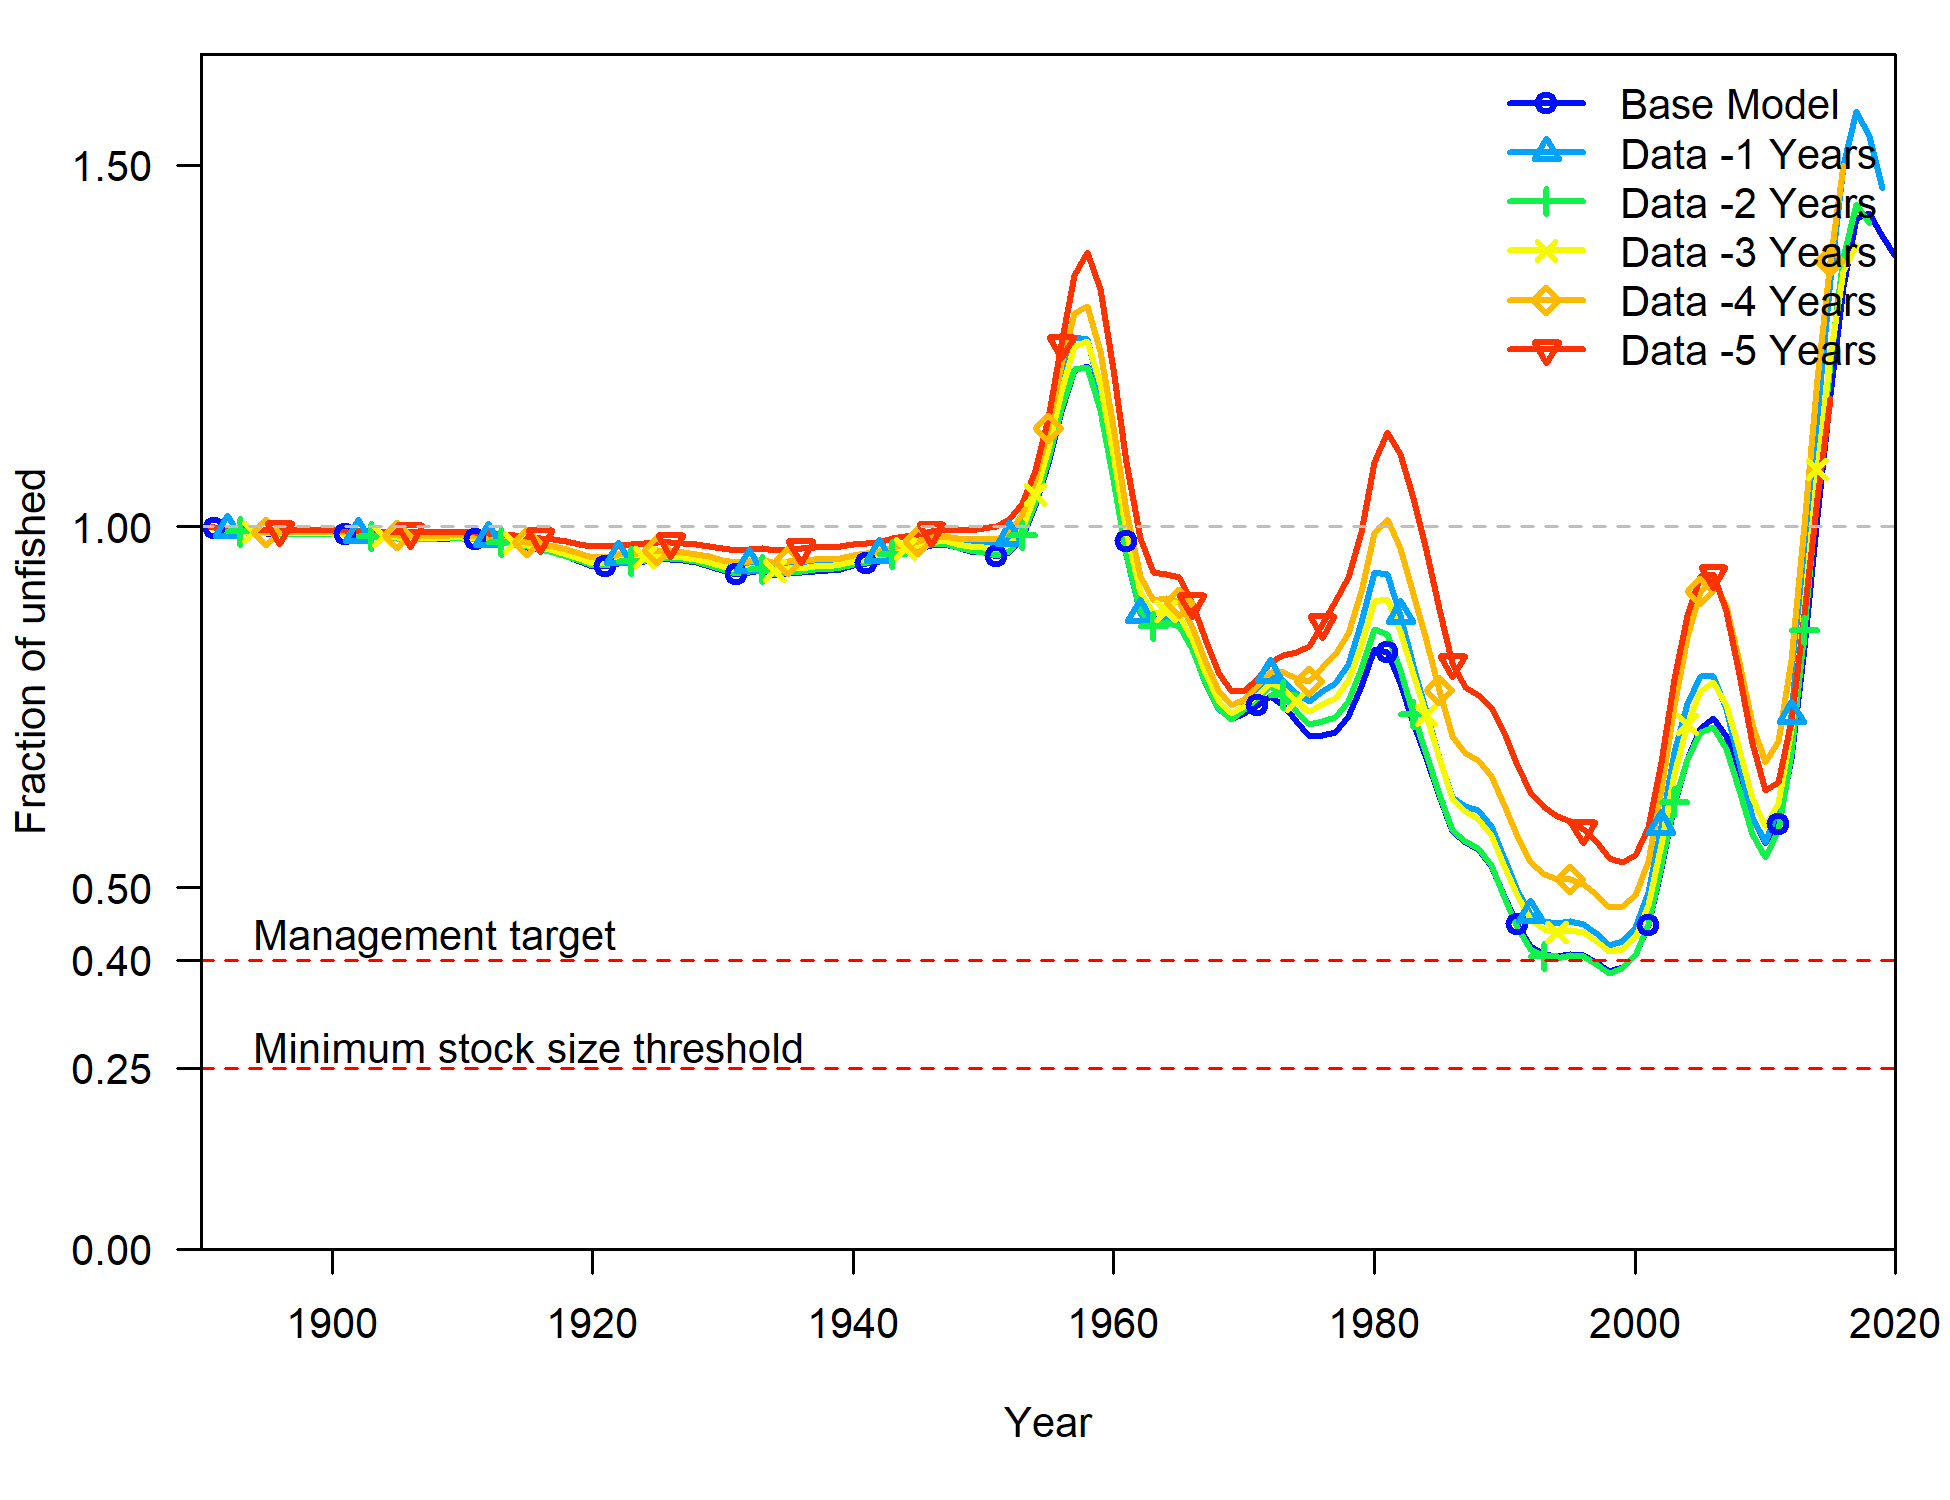 Base Model
Data -1 Years
Data -2 Years
Data -3 Years
Data -4 Years
Data -5 Years
1.50
1.00
0.50
0.40
0.25
0.00
Fraction of unfished
Management target
Minimum stock size threshold
1900
1920
1940
1960
1980
2000
2020
Year